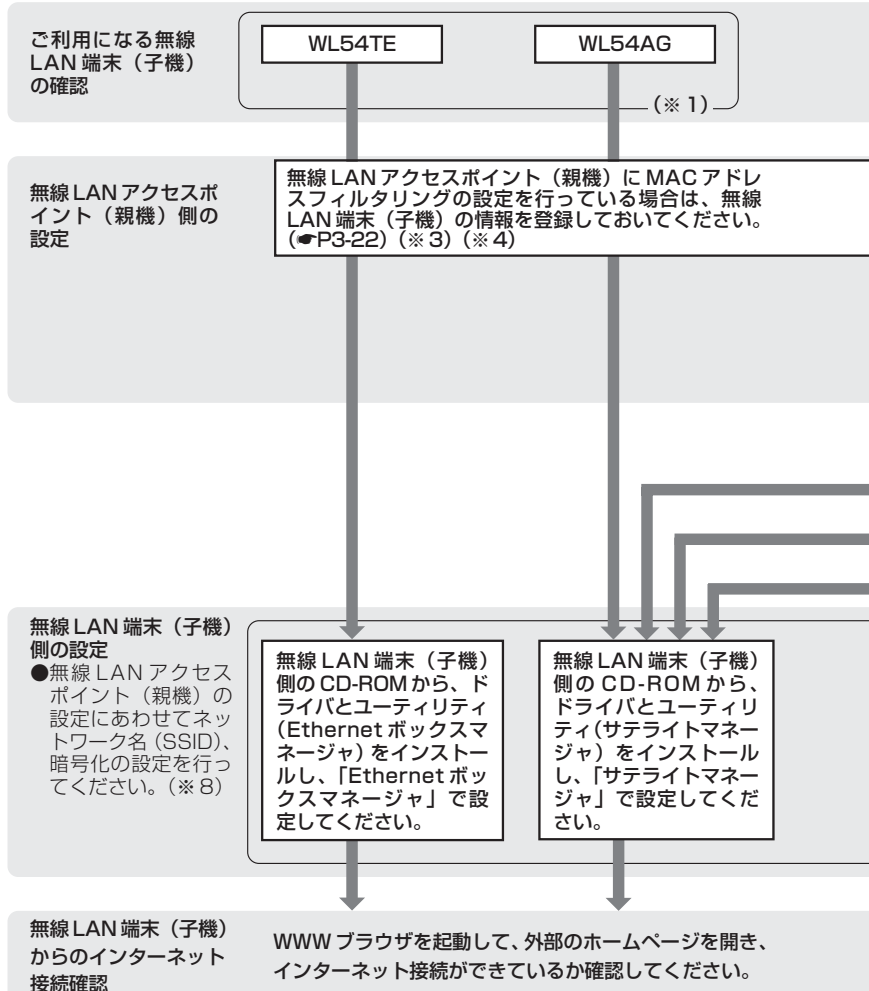 ご利用になる無線
LAN 端末（子機）
の確認
WL54TE
WL54AG
（※ 1）
無線 LAN アクセスポ
イント（親機）側の
設定
無線 LAN アクセスポイント（親機）に MAC アドレ
スフィルタリングの設定を行っている場合は、無線
LAN 端末（子機）の情報を登録しておいてください。
（☛P3-22）（※ 3）（※ 4）
無線 LAN 端末（子機）
側の設定
●無線 LAN アクセス
ポイント（親機）の
設定にあわせてネッ
トワーク名（SSID）、
暗号化の設定を行っ
てください。（※ 8）
無線 LAN 端末（子機）
側の CD-ROM から、ド
ライバとユーティリティ
（Ethernet ボックスマ
ネージャ）をインストー
ルし、「Ethernet ボッ
クスマネージャ」で設
定してください。
無線 LAN 端末（子機）
側の CD-ROM から、
ドライバとユーティリ
ティ（サテライトマネー
ジャ）をインストール
し、「サテライトマネー
ジャ」で設定してくだ
さい。
無線 LAN 端末（子機）
からのインターネット
接続確認
WWW ブラウザを起動して、外部のホームページを開き、
インターネット接続ができているか確認してください。